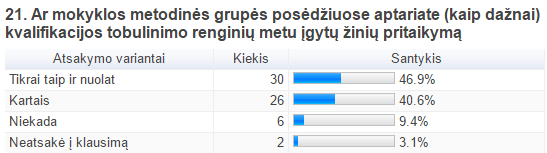 21. Ar mokyklos metodinės grupės posėdžiuose aptariate (kaip dažnai)
kvalifikacijos tobulinimo renginių metu įgytų žinių pritaikymą
Atsakymo variantai Kiekis Santykis
Tikrai taip ir nuolat 30 46.9%
Kartais 26 40.6%
Niekada 6 9.4%
Neatsakė į klausimą 2 3.1%